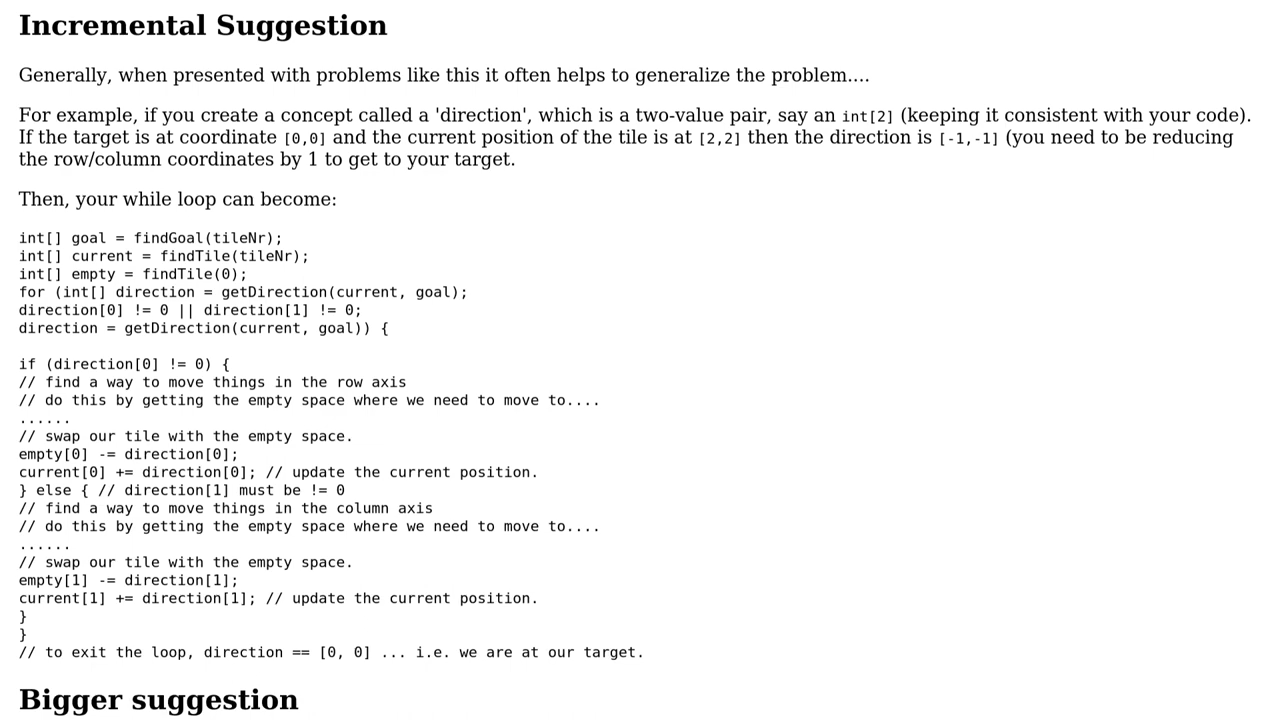 Incremental Suggestion
Generally, when presented with problems like this it often helps to generalize the problem....
For example, if you create a concept called a 'direction', which is a two-value pair, say an int[2] (keeping it consistent with your code).
If the target is at coordinate [0,0] and the current position of the tile is at [2,2] then the direction is [-1,-1] (you need to be reducing
the row/column coordinates by 1 to get to your target.
Then, your while loop can become:
int[] goal = findGoal(tileNr);
int[] current = findTile(tileNr);
int[] empty = findTile(0);
for (int[] direction = getDirection(current, goal);
direction[0] != 0 || direction[1] != 0;
direction = getDirection(current, goal)) {
if (direction[0] != 0) {
// find a way to move things in the row axis
// do this by getting the empty space where we need to move to....
......
// swap our tile with the empty space.
empty[0] -= direction[0];
current[0] += direction[0]; // update the current position.
} else { // direction[1] must be != 0
// find a way to move things in the column axis
// do this by getting the empty space where we need to move to....
......
// swap our tile with the empty space.
empty[1] -= direction[1];
current[1] += direction[1]; // update the current position.
}
}
// to exit the loop, direction == [0, 0] ... i.e. we are at our target.
Bigger suggestion